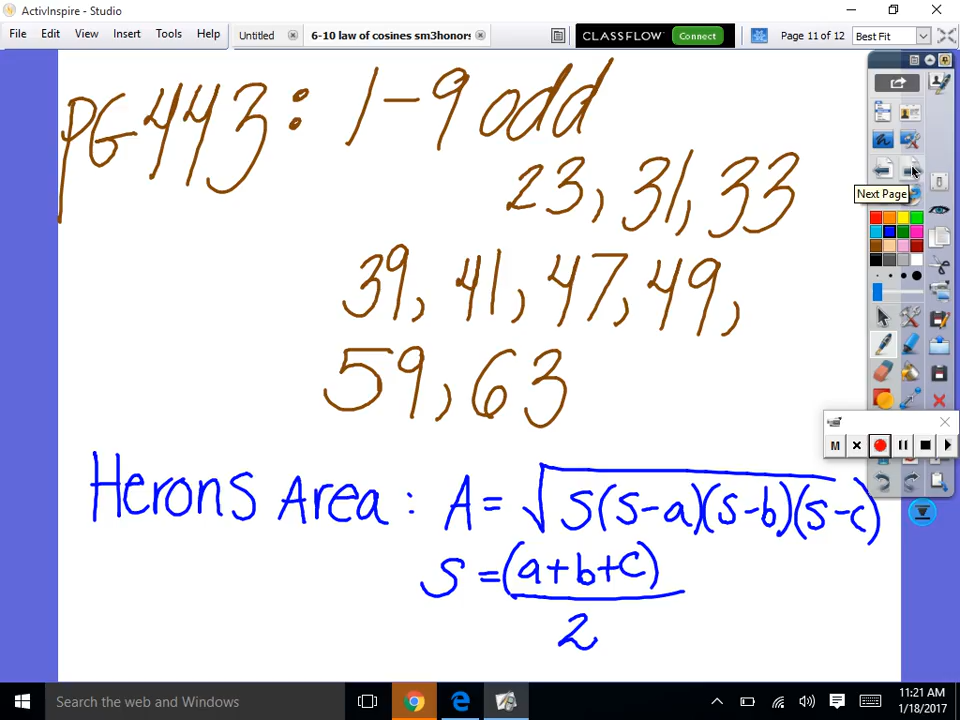 ActivInspire - Studio
File Edit View Insert Tools Help Untitled 6-10 law of cosines sm3honors CLASSFLOW Connect Page 11 of 12 Best Fit
PG 443: 1-9 odd
Next Page
23, 31, 33
39, 41, 47, 49,
59, 63
M
Herons Area: A = √S(S-a)(S-b)(S-c)
S = (a+b+c)
2
Search the web and Windows
11:21 AM
1/18/2017